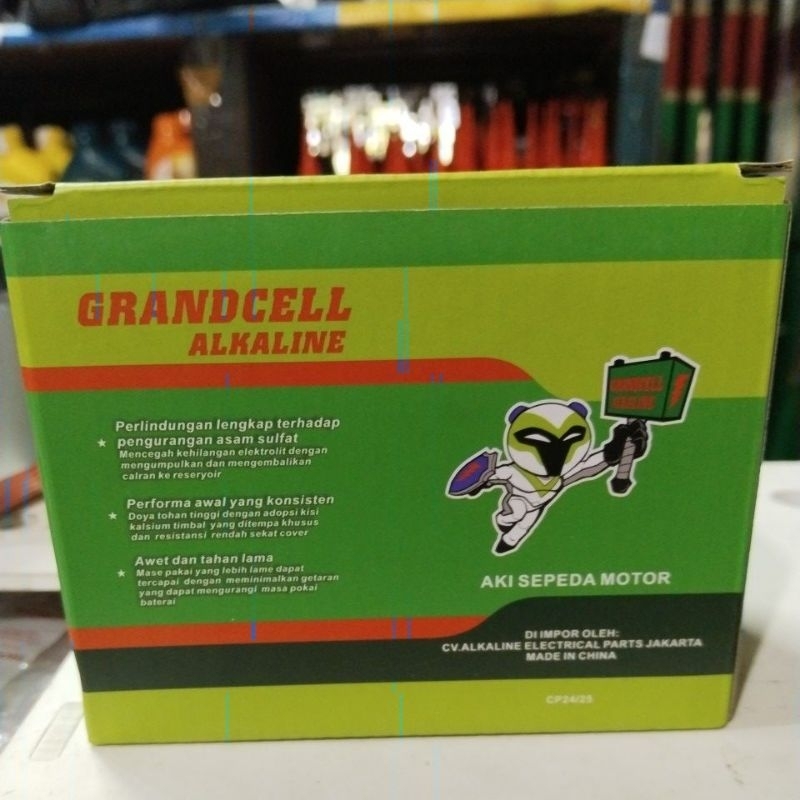 GRANDCELL
ALKALINE
GRANDCELL
ALKALINE
Perlindungan lengkap terhadap
pengurangan asam sulfat
Mencegah kehilangan elektrolit dengan
mengumpulkan dan mengembalikan
calran ke reseryoir
Performa awal yang konsisten
Doya tohan tinggi dengan adopsi kisi
kalsium timbal yang ditempa khusus
dan resistansi rendah sekat cover
Awet dan tahan lama
Mase pakai yang lebih lame dapat
tercapai dengan meminimalkan getaran
yang dapat mengurangi masa pokai
baterai
AKI SEPEDA MOTOR
DI IMPOR OLEH:
CV.ALKALINE ELECTRICAL PARTS JAKARTA
MADE IN CHINA
CP24/25